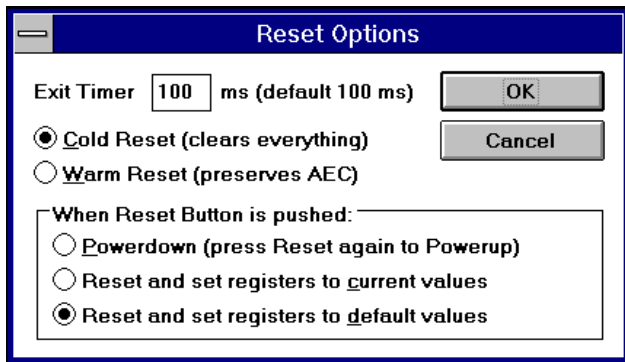 Reset Options
Exit Timer 100 ms (default 100 ms) OK
Cold Reset (clears everything) Cancel
Warm Reset (preserves AEC)
When Reset Button is pushed:
Powerdown (press Reset again to Powerup)
Reset and set registers to current values
Reset and set registers to default values